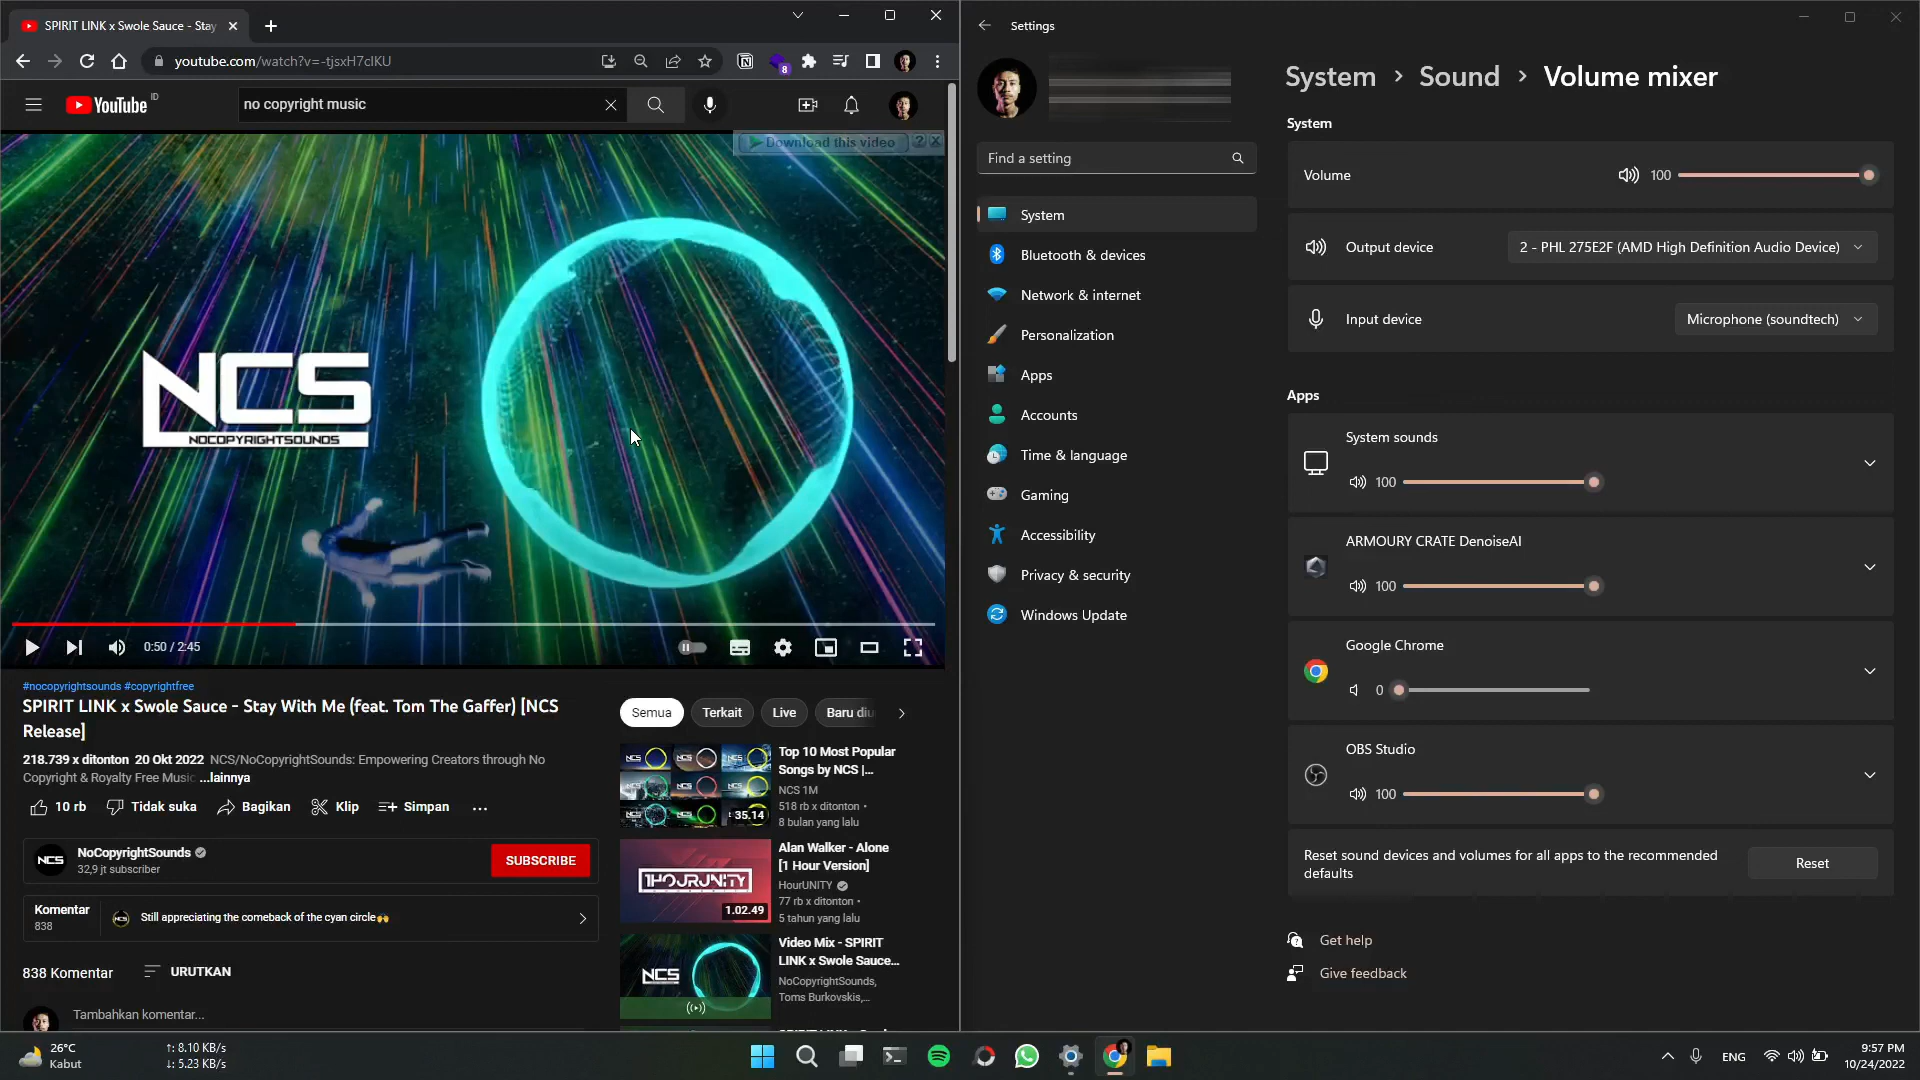 SPIRIT LINK x Swole Sauce - Stay
youtube.com/watch?v=-tjsxH7clKU
8
YouTube ID
no copyright music
Download this video
NCS
NOCOPYRIGHTSOUNDS
0:50 / 2:45
#nocopyrightsounds #copyrightfree
SPIRIT LINK x Swole Sauce - Stay With Me (feat. Tom The Gaffer) [NCS
Release]
218.739 x ditonton 20 Okt 2022 NCS/NoCopyrightSounds: Empowering Creators through No
Copyright & Royalty Free Music ...lainnya
10 rb
Tidak suka
Bagikan
Klip
Simpan
NCS
NoCopyrightSounds
32,9 jt subscriber
SUBSCRIBE
Komentar
838
Still appreciating the comeback of the cyan circle🙌
838 Komentar
URUTKAN
Tambahkan komentar...
Semua
Terkait
Live
Baru diu
35.14
Top 10 Most Popular
Songs by NCS |...
NCS 1M
518 rb x ditonton •
8 bulan yang lalu
1HOURUNITY
1.02.49
Alan Walker - Alone
[1 Hour Version]
HourUNITY
77 rb x ditonton •
5 tahun yang lalu
NCS
Video Mix - SPIRIT
LINK x Swole Sauce...
NoCopyrightSounds,
Toms Burkovskis,...
Settings
Find a setting
System
Bluetooth & devices
Network & internet
Personalization
Apps
Accounts
Time & language
Gaming
Accessibility
Privacy & security
Windows Update
System > Sound > Volume mixer
System
Volume
100
Output device
2 - PHL 275E2F (AMD High Definition Audio Device)
Input device
Microphone (soundtech)
Apps
System sounds
100
ARMOURY CRATE DenoiseAI
100
Google Chrome
0
OBS Studio
100
Reset sound devices and volumes for all apps to the recommended
defaults
Reset
Get help
Give feedback
26°C
Kabut
↑: 8.10 KB/s
↓: 5.23 KB/s
ENG
9:57 PM
10/24/2022